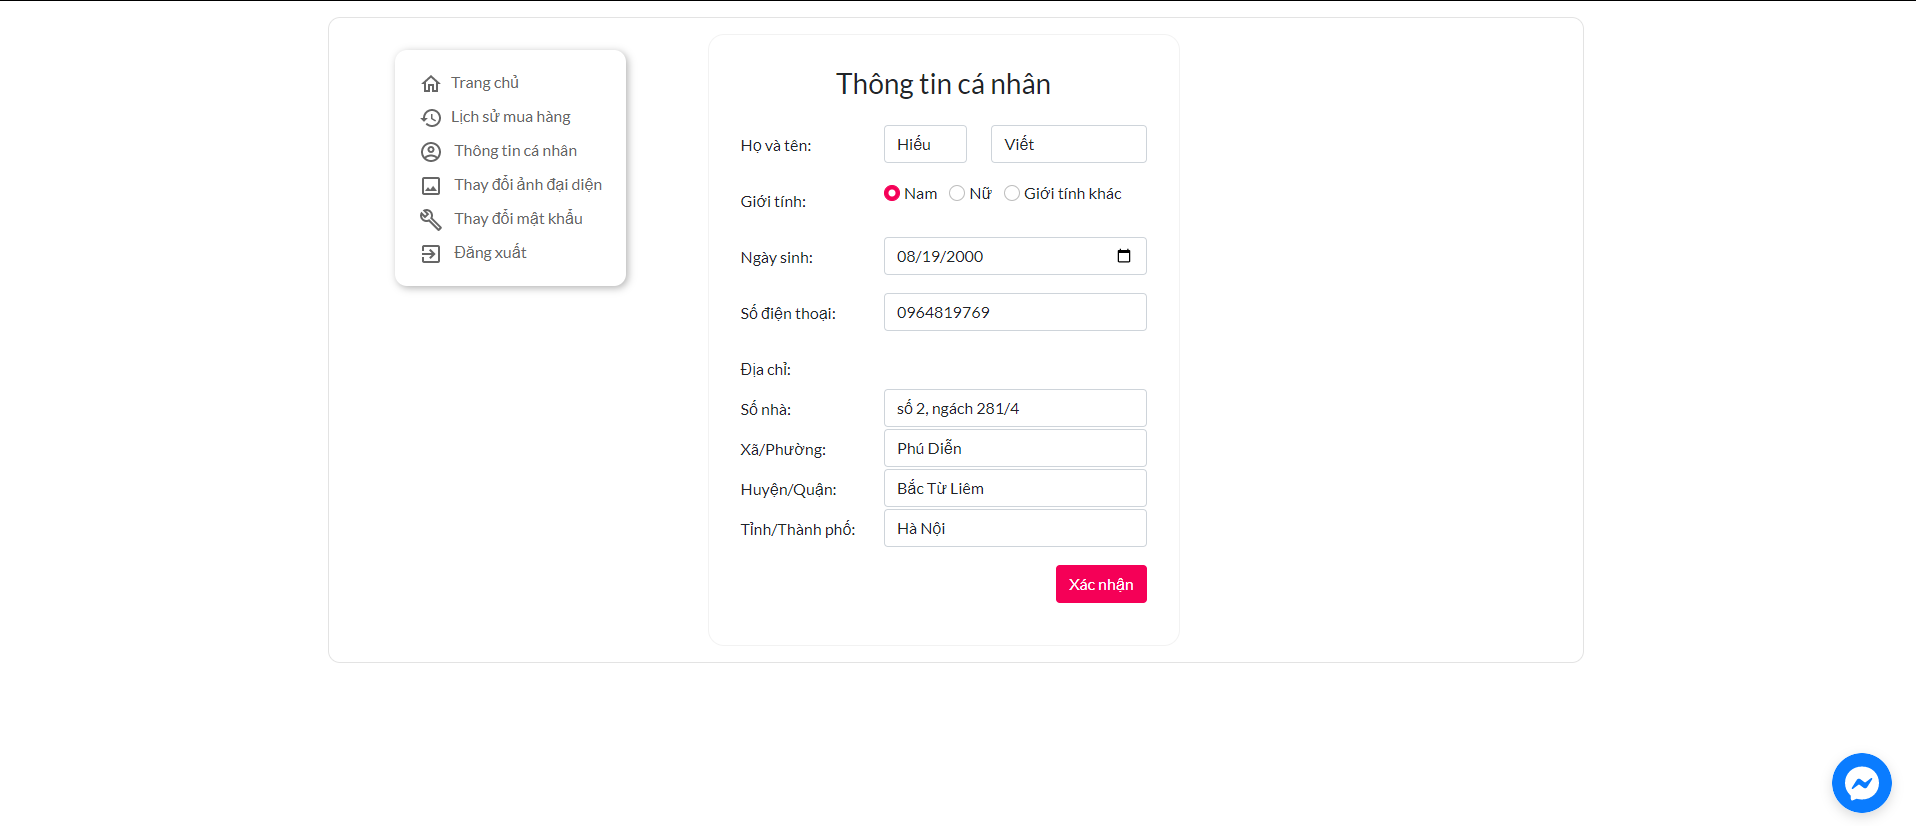 Trang chủ
Lịch sử mua hàng
Thông tin cá nhân
Thay đổi ảnh đại diện
Thay đổi mật khẩu
Đăng xuất
Thông tin cá nhân
Họ và tên: Hiếu Viết
Giới tính: Nam Nữ Giới tính khác
Ngày sinh: 08/19/2000
Số điện thoại: 0964819769
Địa chỉ:
Số nhà: số 2, ngách 281/4
Xã/Phường: Phú Diễn
Huyện/Quận: Bắc Từ Liêm
Tỉnh/Thành phố: Hà Nội
Xác nhận